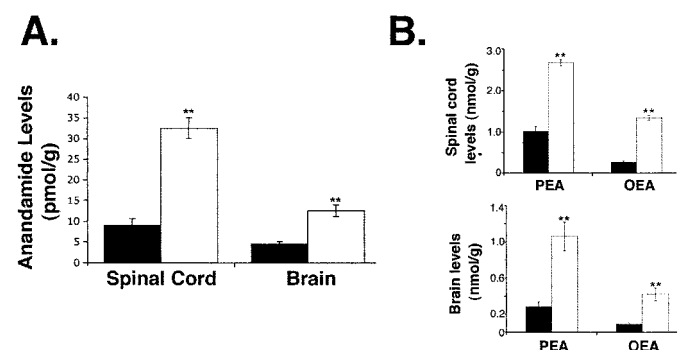 A.
Anandamide Levels
(pmol/g)
40
35
30
25
20
15
10
5
0
**
**
Spinal Cord
Brain
B.
Spinal cord
levels (nmol/g)
3.0
1.0
0
**
**
PEA
OEA
Brain levels
(nmol/g)
1.4
1.0
0.6
0.2
0
**
**
PEA
OEA